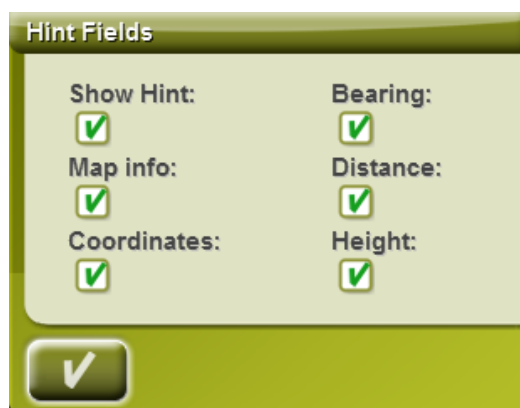 Hint Fields
Show Hint: Bearing:
Map info: Distance:
Coordinates: Height: